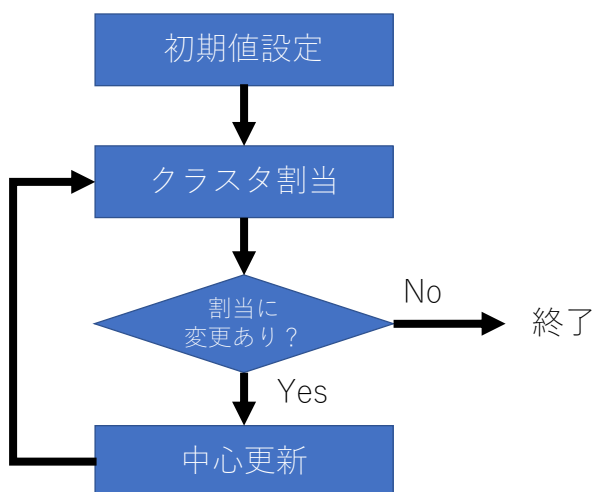 初期値設定
クラスタ割当
割当に
変更あり？
No
終了
Yes
中心更新